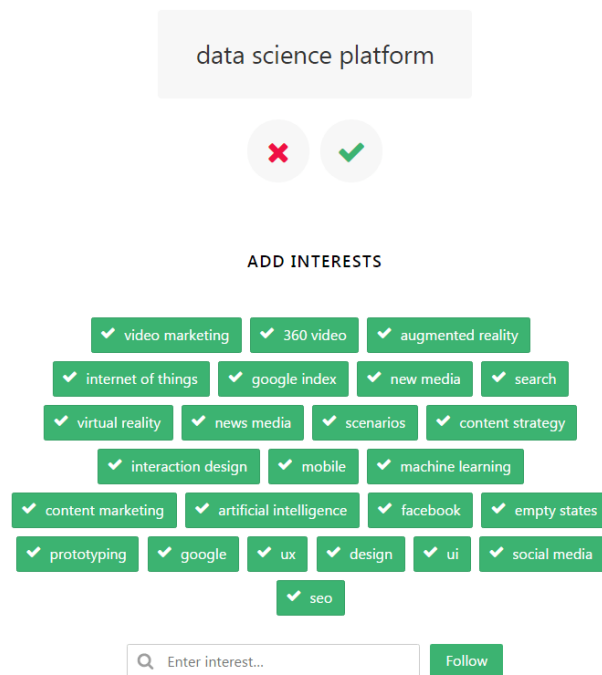 data science platform
ADD INTERESTS
video marketing 360 video augmented reality
internet of things google index new media search
virtual reality news media scenarios content strategy
interaction design mobile machine learning
content marketing artificial intelligence facebook empty states
prototyping google ux design ui social media
seo
Enter interest... Follow